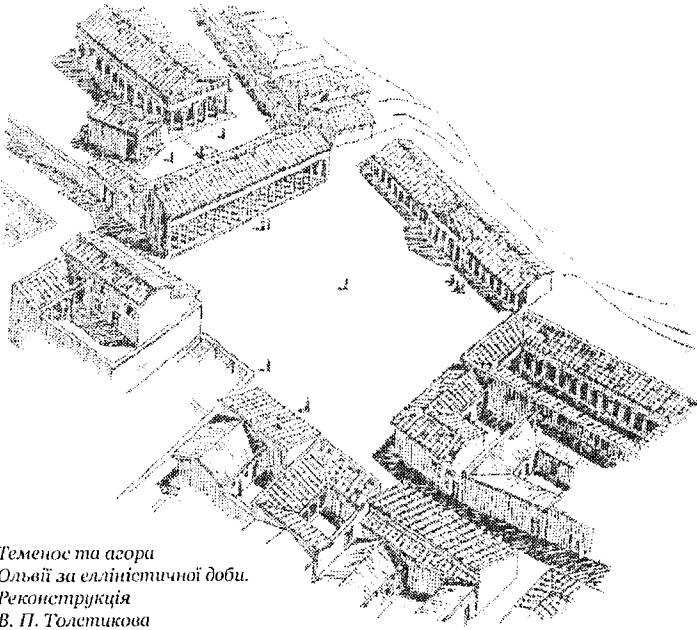 Теменос та агора
Ольвії за елліністичної доби.
Реконструкція
В. П. Толстикова